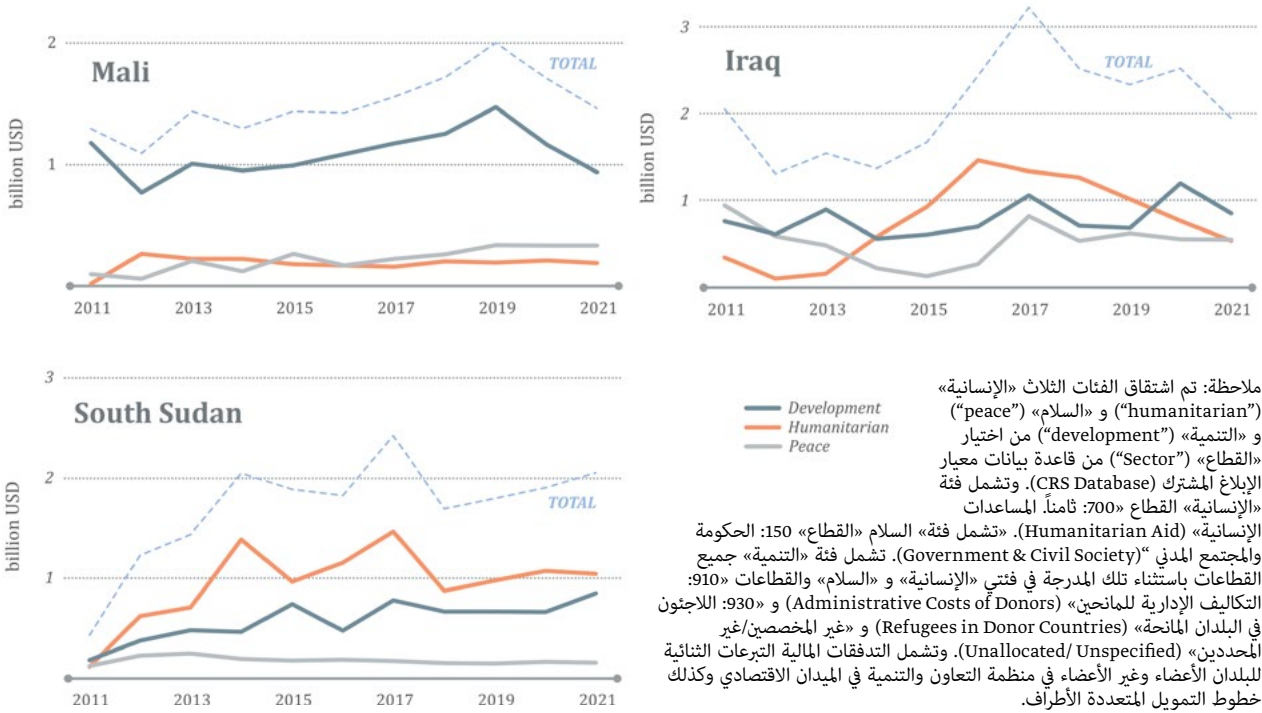 Mali
TOTAL
billion USD
2
1
2011 2013 2015 2017 2019 2021
Iraq
TOTAL
billion USD
3
2
1
2011 2013 2015 2017 2019 2021
South Sudan
TOTAL
billion USD
3
2
1
2011 2013 2015 2017 2019 2021
Development
Humanitarian
Peace
ملاحظة: تم اشتقاق الفئات الثلاث «الإنسانية»
(“humanitarian”) و «السلام» (“peace”)
و «التنمية» (“development”) من اختيار
«القطاع» (“Sector”) من قاعدة بيانات معيار
الإبلاغ المشترك (CRS Database). وتشمل فئة
«الإنسانية» القطاع «700: ثامناً. المساعدات
الإنسانية» (Humanitarian Aid). «تشمل فئة» السلام «القطاع» 150: الحكومة
والمجتمع المدني “(Government & Civil Society). تشمل فئة «التنمية» جميع
القطاعات باستثناء تلك المدرجة في فئتي «الإنسانية» و «السلام» والقطاعات «910:
التكاليف الإدارية للمانحين» (Administrative Costs of Donors) و «930: اللاجئون
في البلدان المانحة» (Refugees in Donor Countries) و «غير المخصصين/غير
المحددين» (Unallocated/ Unspecified). وتشمل التدفقات المالية التبرعات الثنائية
للبلدان الأعضاء وغير الأعضاء في منظمة التعاون والتنمية في الميدان الاقتصادي وكذلك
خطوط التمويل المتعددة الأطراف.